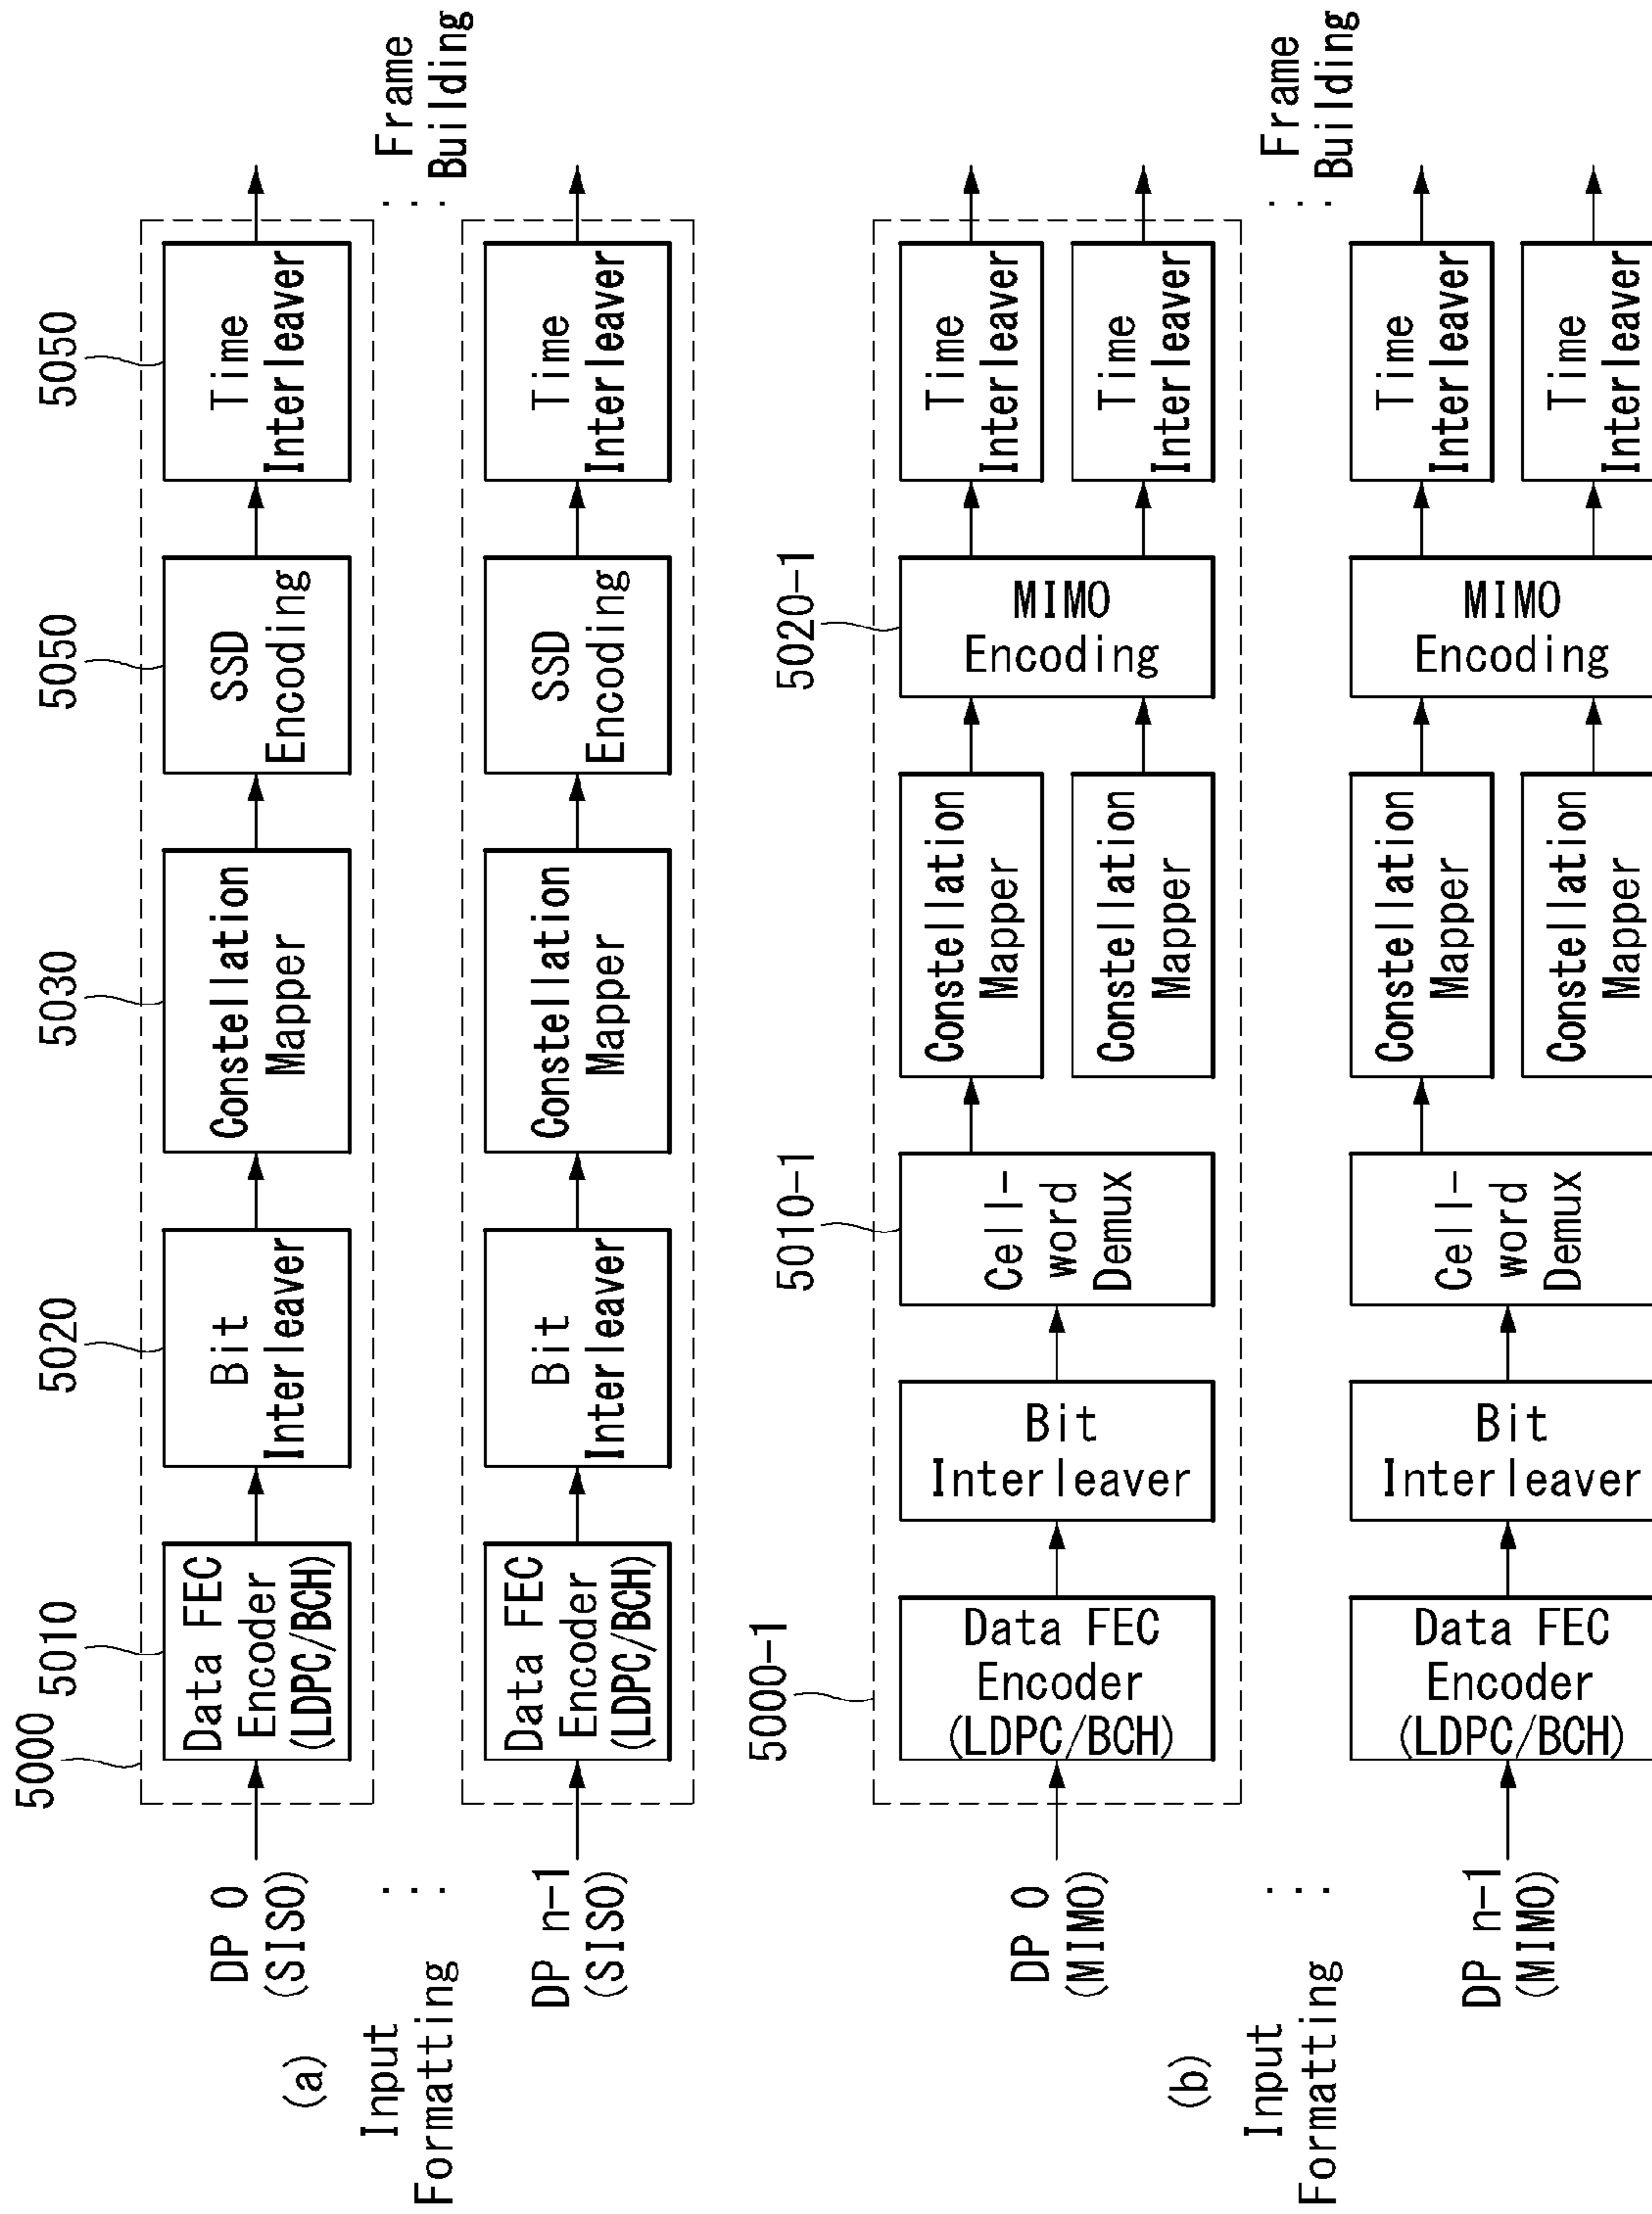 (a)
Input
Formatting
DP 0
(SISO)
...
DP n-1
(SISO)
5000
5010
5020
5030
5050
5050
Data FEC
Encoder
(LDPC/BCH)
Bit
Interleaver
Constellation
Mapper
SSD
Encoding
Time
Interleaver
Data FEC
Encoder
(LDPC/BCH)
Bit
Interleaver
Constellation
Mapper
SSD
Encoding
Time
Interleaver
...
Frame
Building
(b)
Input
Formatting
DP 0
(MIMO)
...
DP n-1
(MIMO)
5000-1
5010-1
5020-1
Data FEC
Encoder
(LDPC/BCH)
Bit
Interleaver
Cell-
word
Demux
Constellation
Mapper
Constellation
Mapper
MIMO
Encoding
Time
Interleaver
Time
Interleaver
Data FEC
Encoder
(LDPC/BCH)
Bit
Interleaver
Cell-
word
Demux
Constellation
Mapper
Constellation
Mapper
MIMO
Encoding
Time
Interleaver
Time
Interleaver
...
Frame
Building